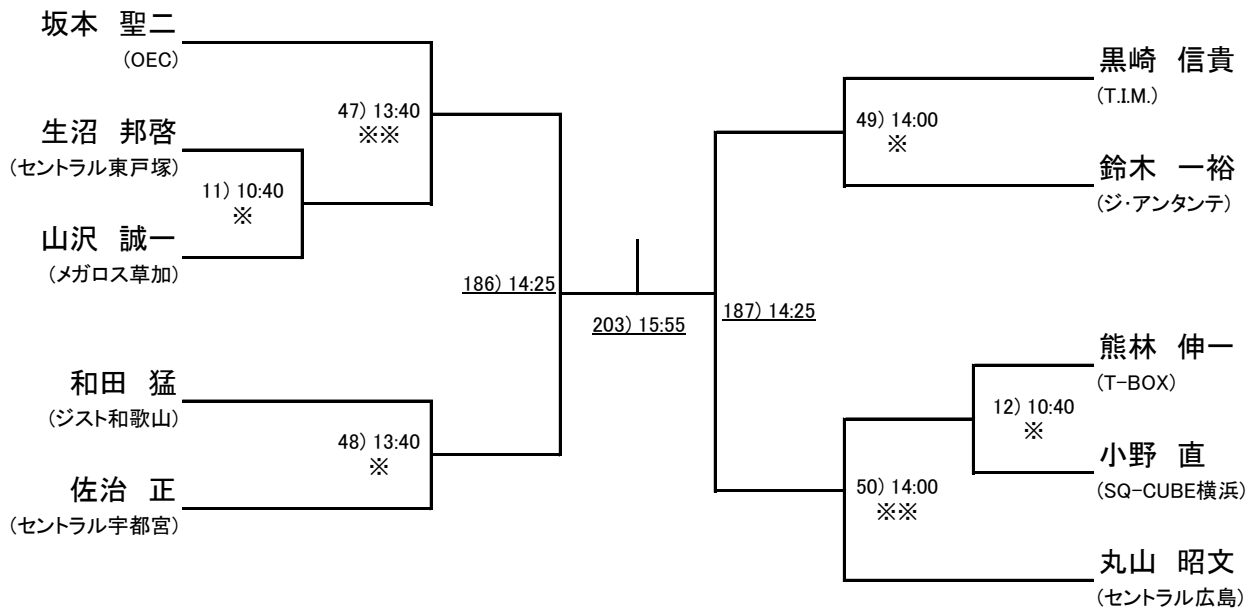 坂本 聖二
(OEC)
生沼 邦啓
(セントラル東戸塚)
山沢 誠一
(メガロス草加)
和田 猛
(ジスト和歌山)
佐治 正
(セントラル宇都宮)
11) 10:40
※
47) 13:40
※※
48) 13:40
※
186) 14:25
203) 15:55
187) 14:25
49) 14:00
※
12) 10:40
※
50) 14:00
※※
黒崎 信貴
(T.I.M.)
鈴木 一裕
(ジ・アンタンテ)
熊林 伸一
(T-BOX)
小野 直
(SQ-CUBE横浜)
丸山 昭文
(セントラル広島)